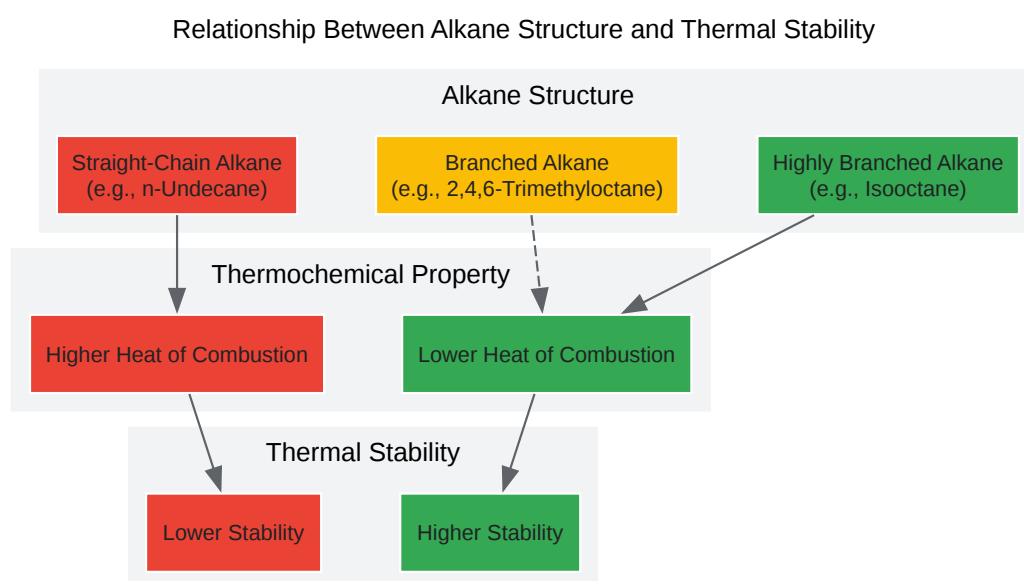 Relationship Between Alkane Structure and Thermal Stability
Alkane Structure
Straight-Chain Alkane
(e.g., n-Undecane)
Branched Alkane
(e.g., 2,4,6-Trimethyloctane)
Highly Branched Alkane
(e.g., Isooctane)
Thermochemical Property
Higher Heat of Combustion
Lower Heat of Combustion
Thermal Stability
Lower Stability
Higher Stability